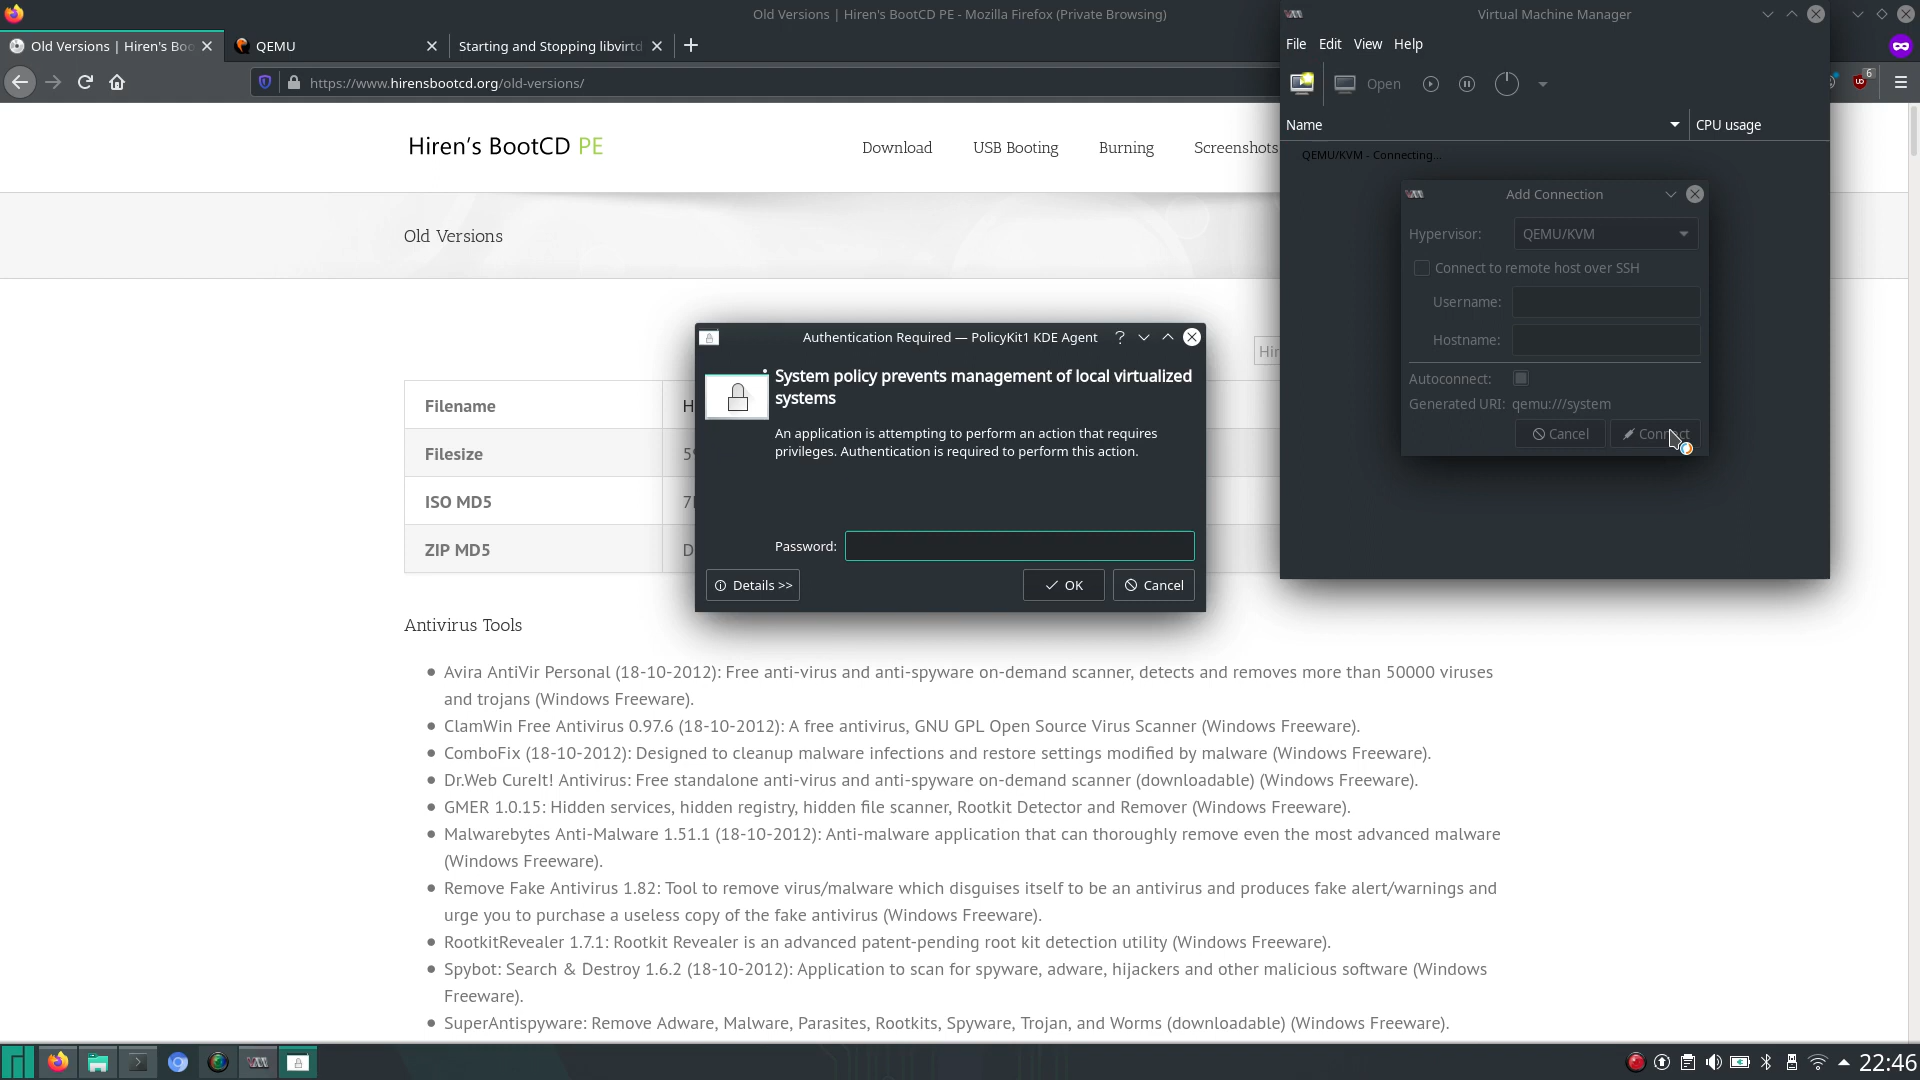 Old Versions | Hiren's BootCD PE - Mozilla Firefox (Private Browsing)
Old Versions | Hiren's Boo
QEMU
Starting and Stopping libvirtd
https://www.hirensbootcd.org/old-versions/
6
Hiren's BootCD PE
Download
USB Booting
Burning
Screenshots
Old Versions
Hir
Filename
H
Filesize
59
ISO MD5
ZIP MD5
D
Antivirus Tools
Avira AntiVir Personal (18-10-2012): Free anti-virus and anti-spyware on-demand scanner, detects and removes more than 50000 viruses
and trojans (Windows Freeware).
ClamWin Free Antivirus 0.97.6 (18-10-2012): A free antivirus, GNU GPL Open Source Virus Scanner (Windows Freeware).
ComboFix (18-10-2012): Designed to cleanup malware infections and restore settings modified by malware (Windows Freeware).
Dr.Web CureIt! Antivirus: Free standalone anti-virus and anti-spyware on-demand scanner (downloadable) (Windows Freeware).
GMER 1.0.15: Hidden services, hidden registry, hidden file scanner, Rootkit Detector and Remover (Windows Freeware).
Malwarebytes Anti-Malware 1.51.1 (18-10-2012): Anti-malware application that can thoroughly remove even the most advanced malware
(Windows Freeware).
Remove Fake Antivirus 1.82: Tool to remove virus/malware which disguises itself to be an antivirus and produces fake alert/warnings and
urge you to purchase a useless copy of the fake antivirus (Windows Freeware).
RootkitRevealer 1.7.1: Rootkit Revealer is an advanced patent-pending root kit detection utility (Windows Freeware).
Spybot: Search & Destroy 1.6.2 (18-10-2012): Application to scan for spyware, adware, hijackers and other malicious software (Windows
Freeware).
SuperAntispyware: Remove Adware, Malware, Parasites, Rootkits, Spyware, Trojan, and Worms (downloadable) (Windows Freeware).
Authentication Required — PolicyKit1 KDE Agent
System policy prevents management of local virtualized
systems
An application is attempting to perform an action that requires
privileges. Authentication is required to perform this action.
Password:
Details >>
OK
Cancel
Virtual Machine Manager
File Edit View Help
Open
Name
CPU usage
QEMU/KVM - Connecting...
Add Connection
Hypervisor: QEMU/KVM
Connect to remote host over SSH
Username:
Hostname:
Autoconnect:
Generated URI: qemu:///system
Cancel
Connect
22:46